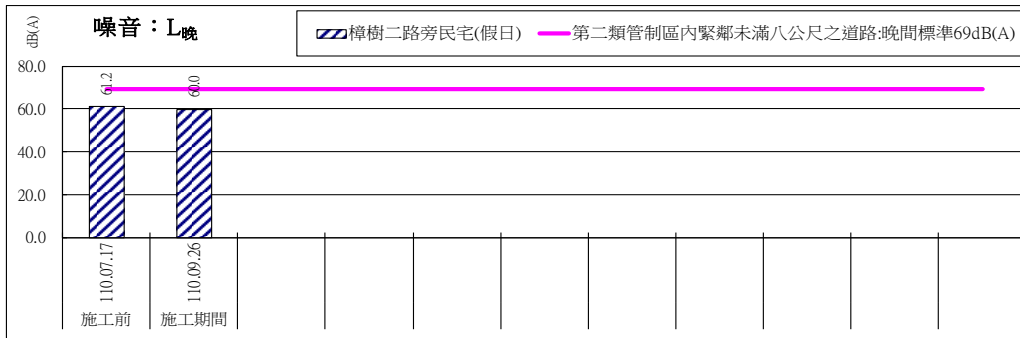 dB(A)
噪音：L晚
樟樹二路旁民宅(假日)
第二類管制區內緊鄰未滿八公尺之道路:晚間標準69dB(A)
80.0
60.0
40.0
20.0
0.0
61.2
60.0
110.07.17
110.09.26
施工前
施工期間